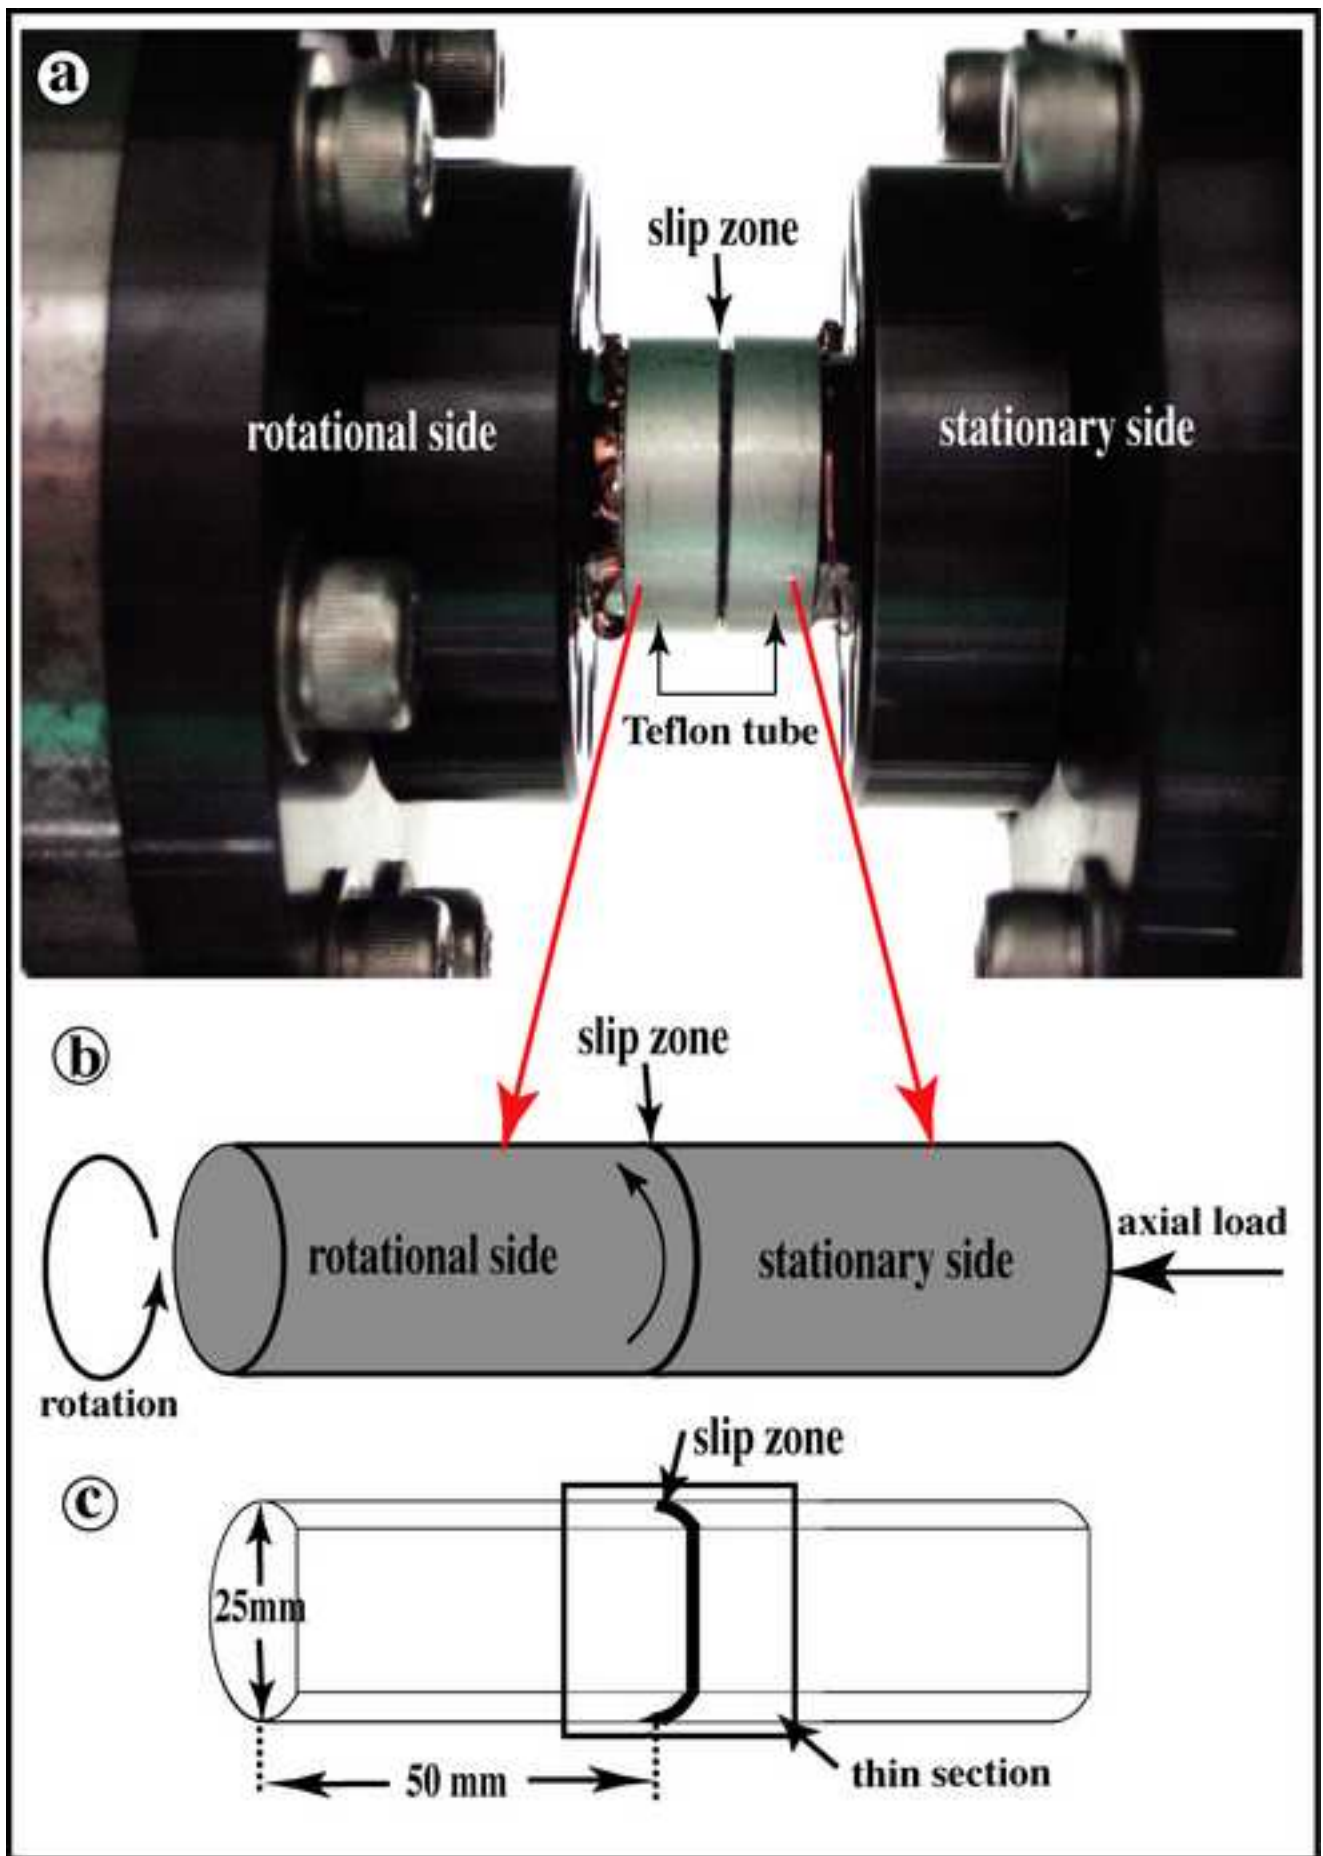 a
slip zone
rotational side
stationary side
Teflon tube
b
slip zone
rotational side
stationary side
axial load
rotation
c
slip zone
25mm
50 mm
thin section